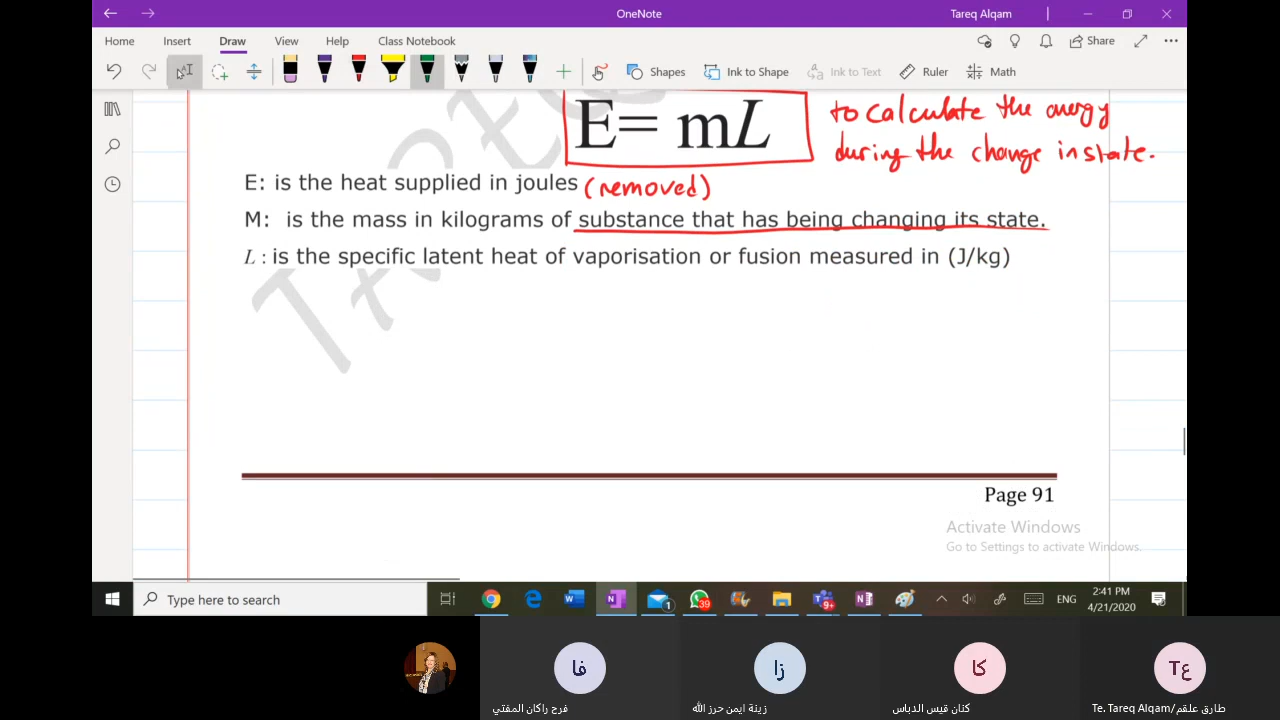 OneNote
Tareq Alqam
Home Insert Draw View Help Class Notebook
Share
Shapes Ink to Shape Ink to Text Ruler Math
E= mL
to calculate the energy
during the change in state.
E: is the heat supplied in joules (removed)
M: is the mass in kilograms of substance that has being changing its state.
L : is the specific latent heat of vaporisation or fusion measured in (J/kg)
Page 91
Activate Windows
Go to Settings to activate Windows.
Type here to search
1
39
9+
ENG
2:41 PM
4/21/2020
فا
زا
كا
Tع
فرح راكان المفتي
زينة ايمن حرز الله
كنان قيس الدباس
Te. Tareq Alqam/طارق علقم